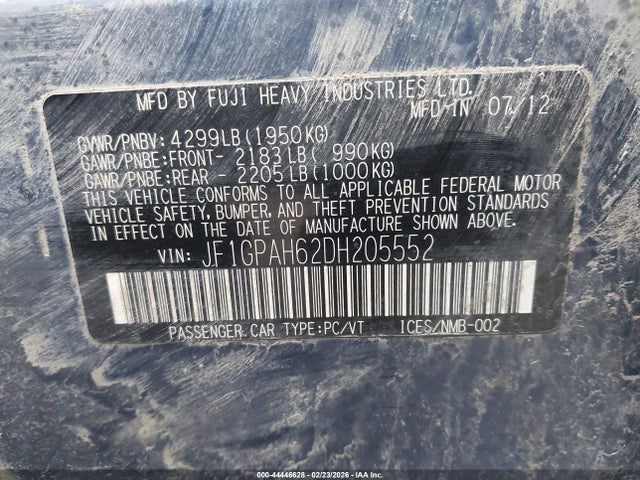 MFD BY FUJI HEAVY INDUSTRIES LTD.
MFD IN 07/12
GVWR/PNBV: 4299LB(1950KG)
GAWR/PNBE:FRONT- 2183LB( 990KG)
GAWR/PNBE:REAR - 2205LB(1000KG)
THIS VEHICLE CONFORMS TO ALL APPLICABLE FEDERAL MOTOR
VEHICLE SAFETY, BUMPER, AND THEFT PREVENTION STANDARDS
IN EFFECT ON THE DATE OF MANUFACTURE SHOWN ABOVE.
VIN: JF1GPAH62DH205552
PASSENGER CAR TYPE:PC/VT ICES/NMB-002
000-44446628 - 02/23/2026 - IAA Inc.